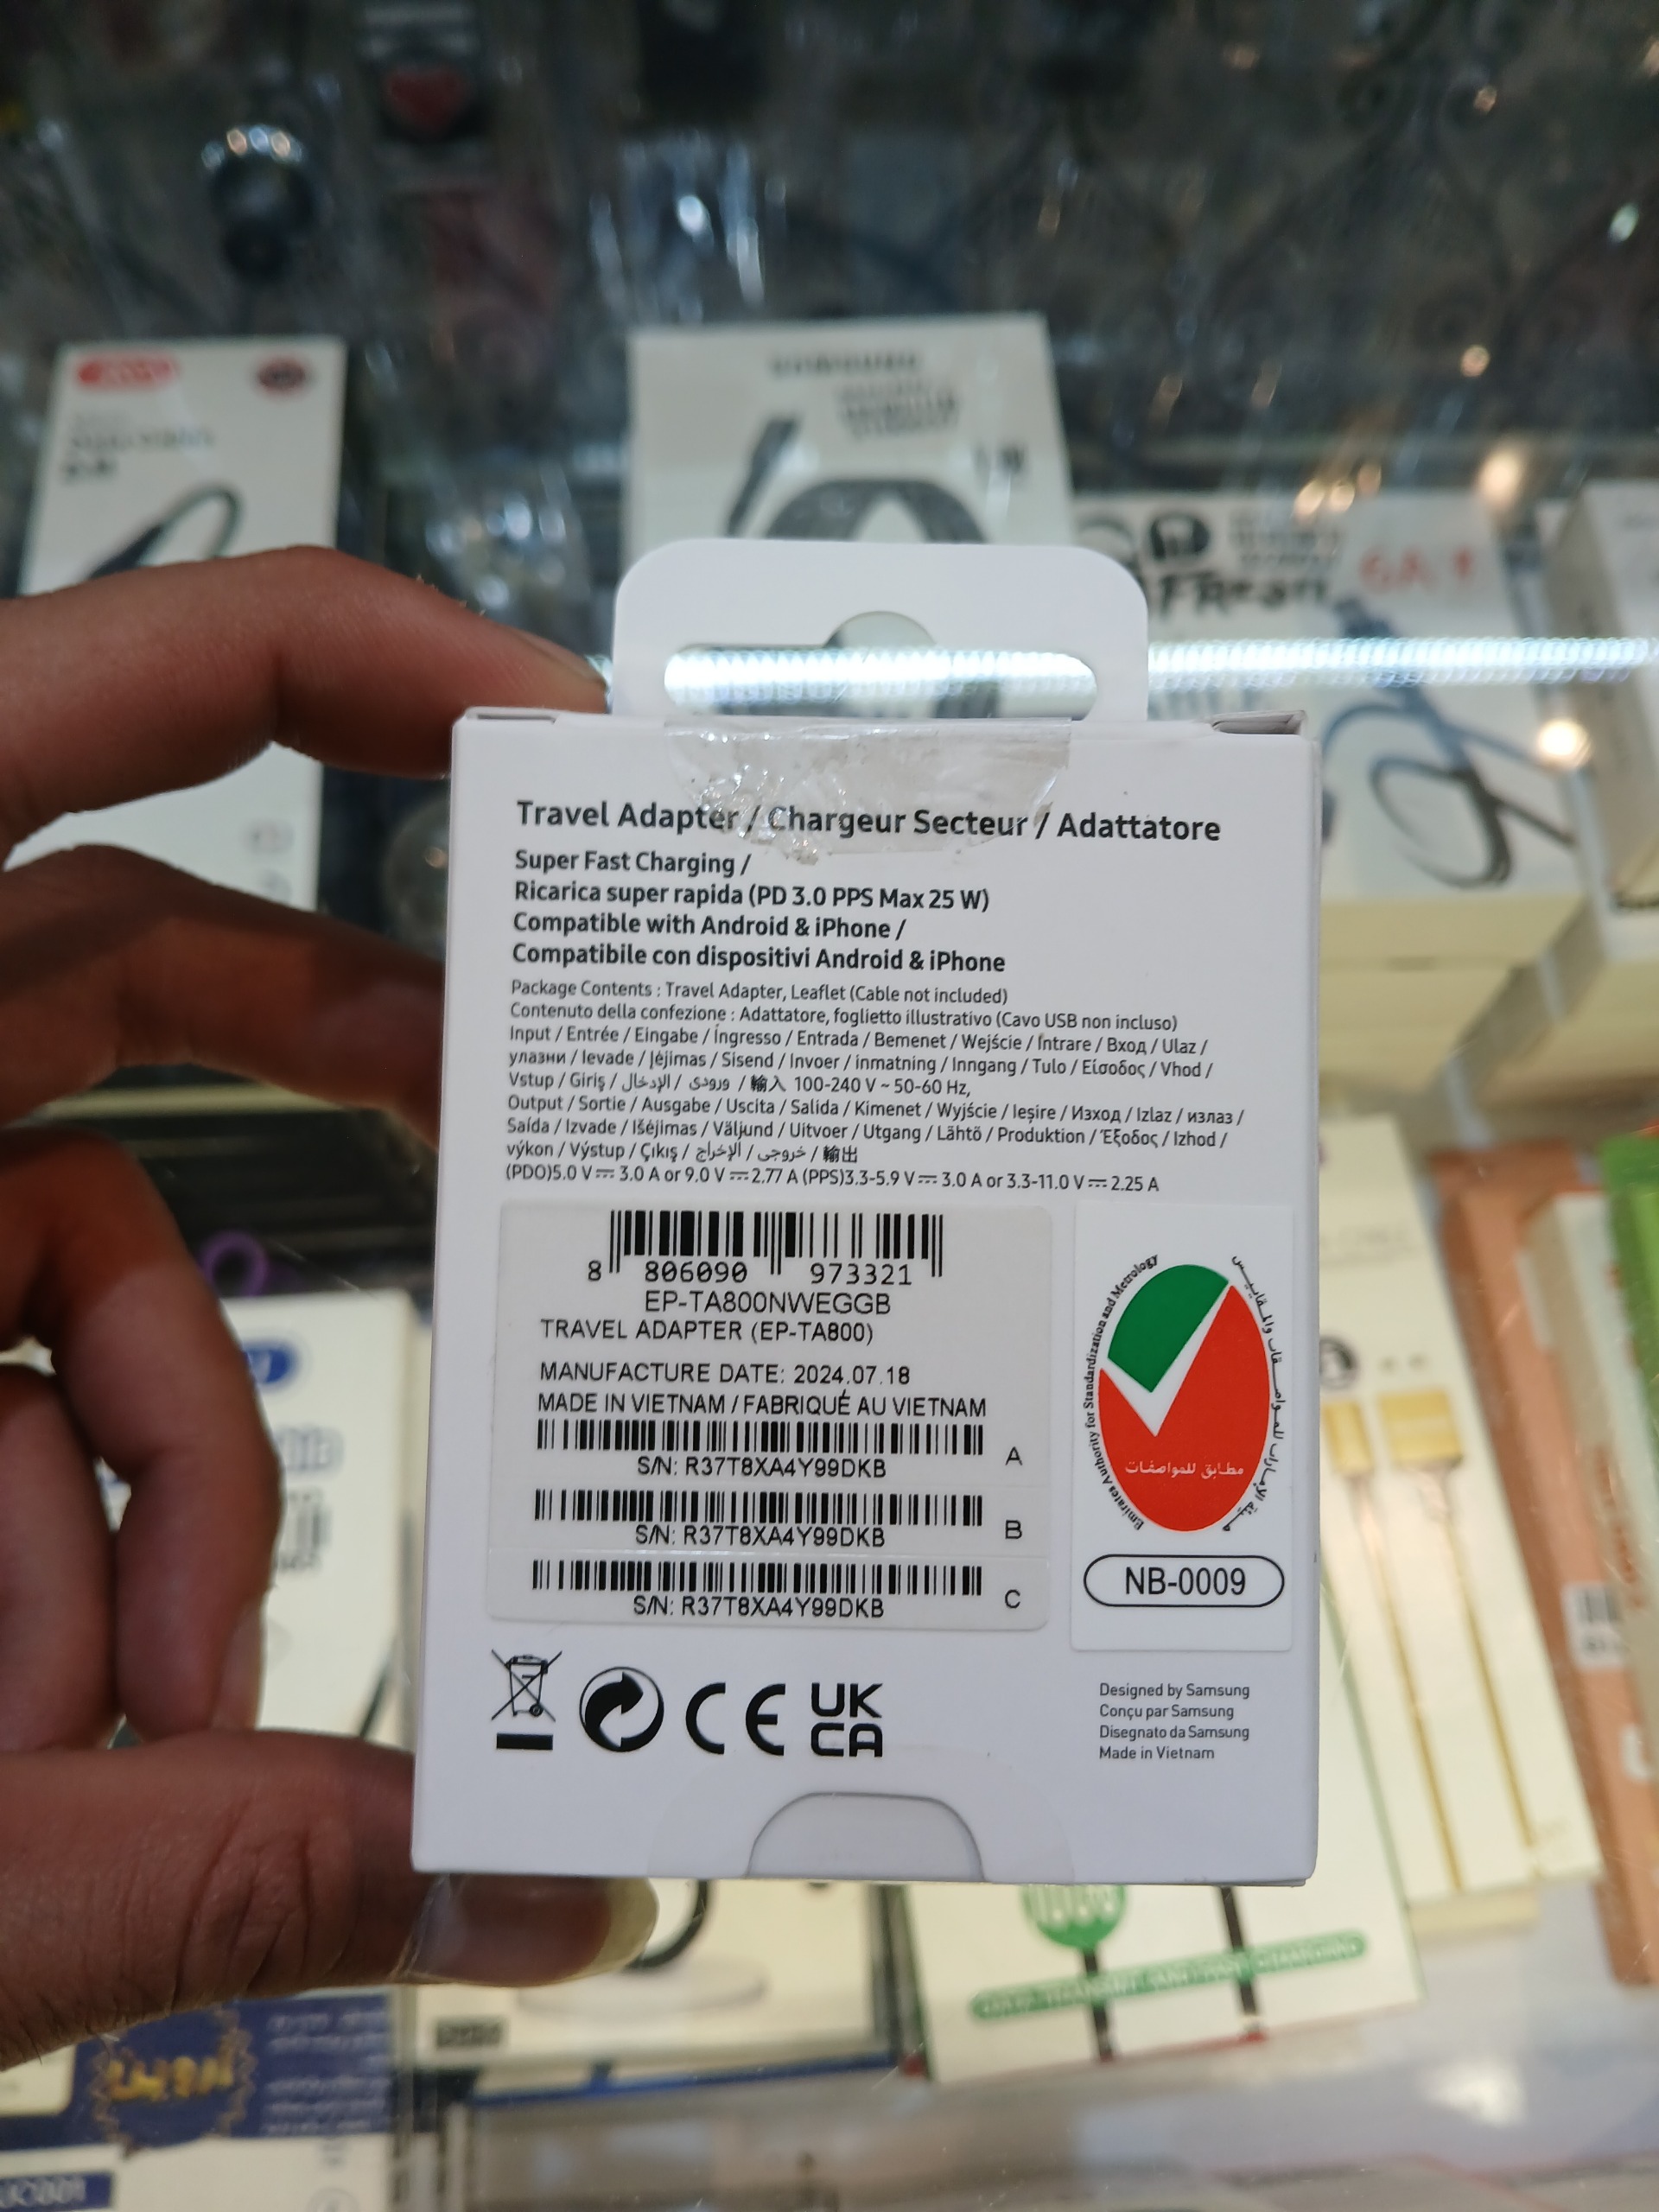 SAMSUNG
Travel Adapter / Chargeur Secteur / Adattatore
Super Fast Charging /
Ricarica super rapida (PD 3.0 PPS Max 25 W)
Compatible with Android & iPhone /
Compatibile con dispositivi Android & iPhone
Package Contents : Travel Adapter, Leaflet (Cable not included)
Contenuto della confezione : Adattatore, foglietto illustrativo (Cavo USB non incluso)
Input / Entrée / Eingabe / Íngresso / Entrada / Bemenet / Wejście / Întrare / Вход / Ulaz /
улазни / Ievade / Įėjimas / Sisend / Invoer / inmatning / Inngang / Tulo / Είσοδος / Vhod /
Vstup / Giriş / الإدخال / ورودی / 輸入 100-240 V ~ 50-60 Hz,
Output / Sortie / Ausgabe / Uscita / Salida / Kimenet / Wyjście / Ieșire / Изход / Izlaz / излаз /
Saída / Izvade / Išėjimas / Väljund / Uitvoer / Utgang / Lähtö / Produktion / Έξοδος / Izhod /
výkon / Výstup / Çıkış / الإخراج / خروجی / 輸出
(PDO)5.0 V ⎓ 3.0 A or 9.0 V ⎓ 2.77 A (PPS)3.3-5.9 V ⎓ 3.0 A or 3.3-11.0 V ⎓ 2.25 A
8 806090 973321
EP-TA800NWEGGB
TRAVEL ADAPTER (EP-TA800)
MANUFACTURE DATE: 2024.07.18
MADE IN VIETNAM / FABRIQUÉ AU VIETNAM
S/N: R37T8XA4Y99DKB A
S/N: R37T8XA4Y99DKB B
S/N: R37T8XA4Y99DKB C
Emirates Authority for Standardization and Metrology
هيئة الإمارات للمواصفات والمقاييس
مطابق للمواصفات
NB-0009
CE
UK
CA
Designed by Samsung
Conçu par Samsung
Disegnato da Samsung
Made in Vietnam